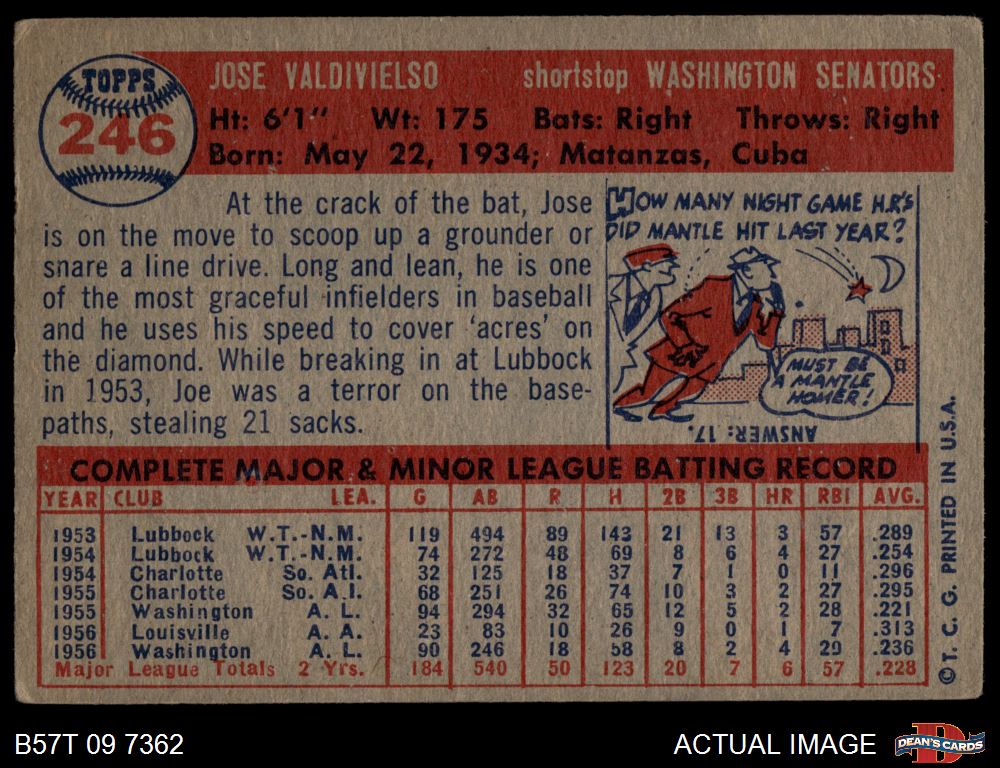 TOPPS
246
JOSE VALDIVIELSO shortstop WASHINGTON SENATORS
Ht: 6'1" Wt: 175 Bats: Right Throws: Right
Born: May 22, 1934; Matanzas, Cuba
At the crack of the bat, Jose
is on the move to scoop up a grounder or
snare a line drive. Long and lean, he is one
of the most graceful infielders in baseball
and he uses his speed to cover 'acres' on
the diamond. While breaking in at Lubbock
in 1953, Joe was a terror on the base-
paths, stealing 21 sacks.
HOW MANY NIGHT GAME H.R'S
DID MANTLE HIT LAST YEAR?
MUST BE
A MANTLE
HOMER!
ANSWER: 17.
COMPLETE MAJOR & MINOR LEAGUE BATTING RECORD
YEAR CLUB LEA. G AB R H 2B 3B HR RBI AVG.
1953 Lubbock W.T.-N.M. 119 494 89 143 21 13 3 57 .289
1954 Lubbock W.T.-N.M. 74 272 48 69 8 6 4 27 .254
1954 Charlotte So. Atl. 32 125 18 37 7 1 0 11 .296
1955 Charlotte So. A.l. 68 251 26 74 10 3 2 27 .295
1955 Washington A. L. 94 294 32 65 12 5 2 28 .221
1956 Louisville A. A. 23 83 10 26 9 0 1 7 .313
1956 Washington A. L. 90 246 18 58 8 2 4 29 .236
Major League Totals 2 Yrs. 184 540 50 123 20 7 6 57 .228
© T. C. G. PRINTED IN U.S.A.
B57T 09 7362
ACTUAL IMAGE
DEAN'S CARDS